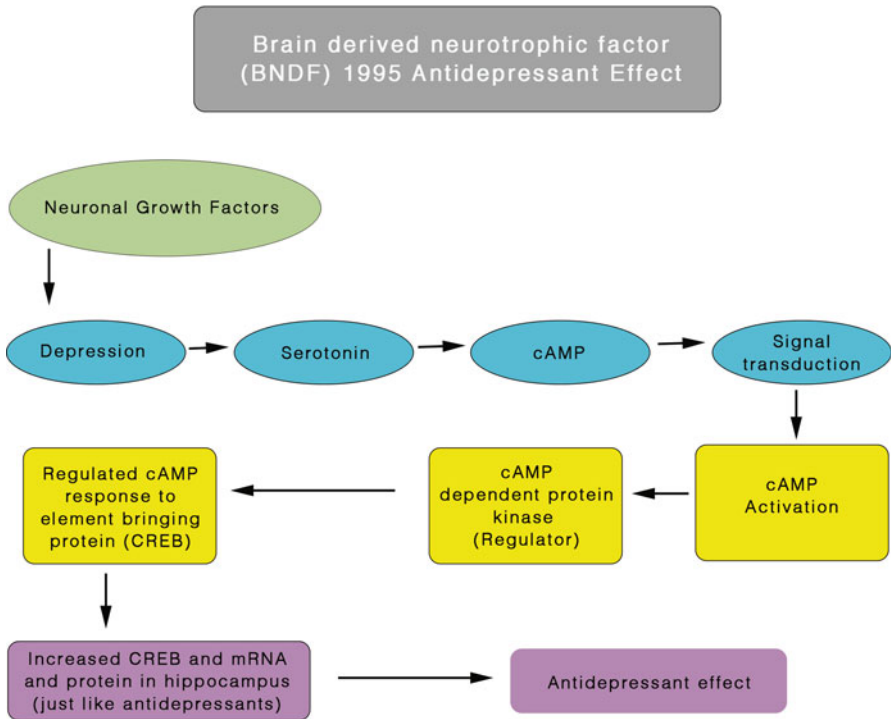 Brain derived neurotrophic factor
(BNDF) 1995 Antidepressant Effect
Neuronal Growth Factors
Depression
Serotonin
cAMP
Signal
transduction
Regulated cAMP
response to
element bringing
protein (CREB)
cAMP
dependent protein
kinase
(Regulator)
cAMP
Activation
Increased CREB and mRNA
and protein in hippocampus
(just like antidepressants)
Antidepressant effect